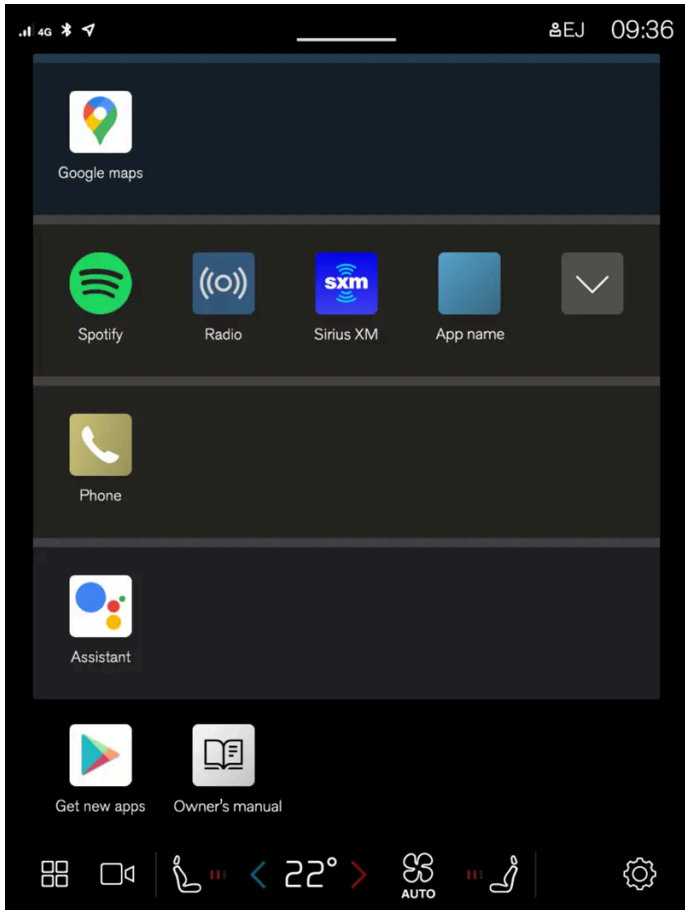 4G EJ 09:36
Google maps
sxm
Spotify Radio Sirius XM App name
Phone
Assistant
Get new apps Owner's manual
22°
AUTO